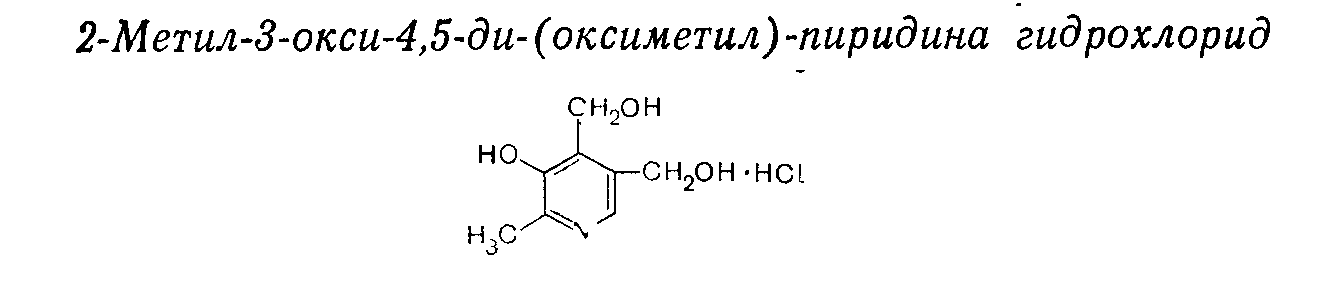 2-Метил-3-окси-4,5-ди-(оксиметил)-пиридина гидрохлорид
CH₂OH
HO
CH₂OH·HCl
H₃C
N